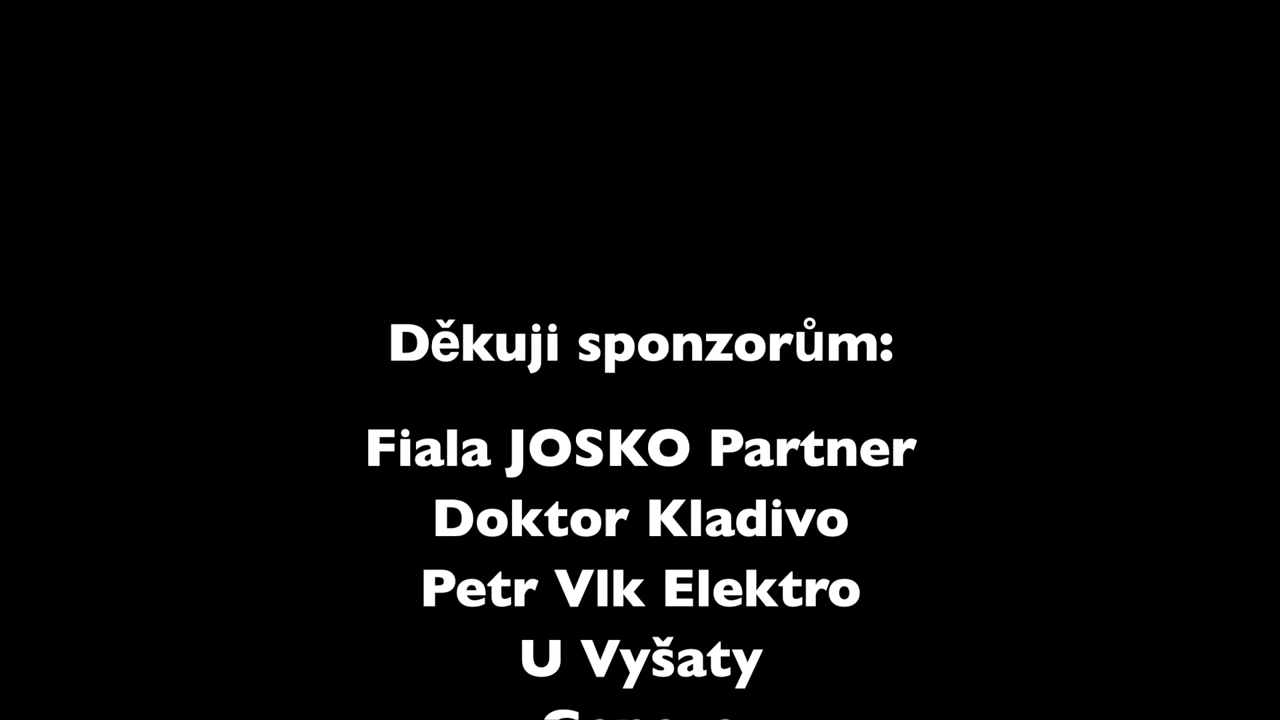 Děkuji sponzorům:
Fiala JOSKO Partner
Doktor Kladivo
Petr Vlk Elektro
U Vyšaty